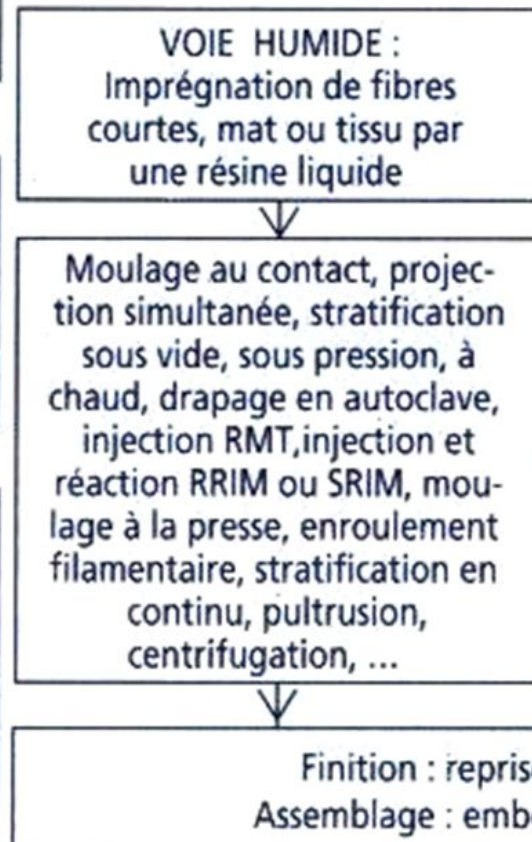 VOIE HUMIDE :
Imprégnation de fibres
courtes, mat ou tissu par
une résine liquide
Moulage au contact, projec-
tion simultanée, stratification
sous vide, sous pression, à
chaud, drapage en autoclave,
injection RMT,injection et
réaction RRIM ou SRIM, mou-
lage à la presse, enroulement
filamentaire, stratification en
continu, pultrusion,
centrifugation, ...
Finition : repris
Assemblage : emb